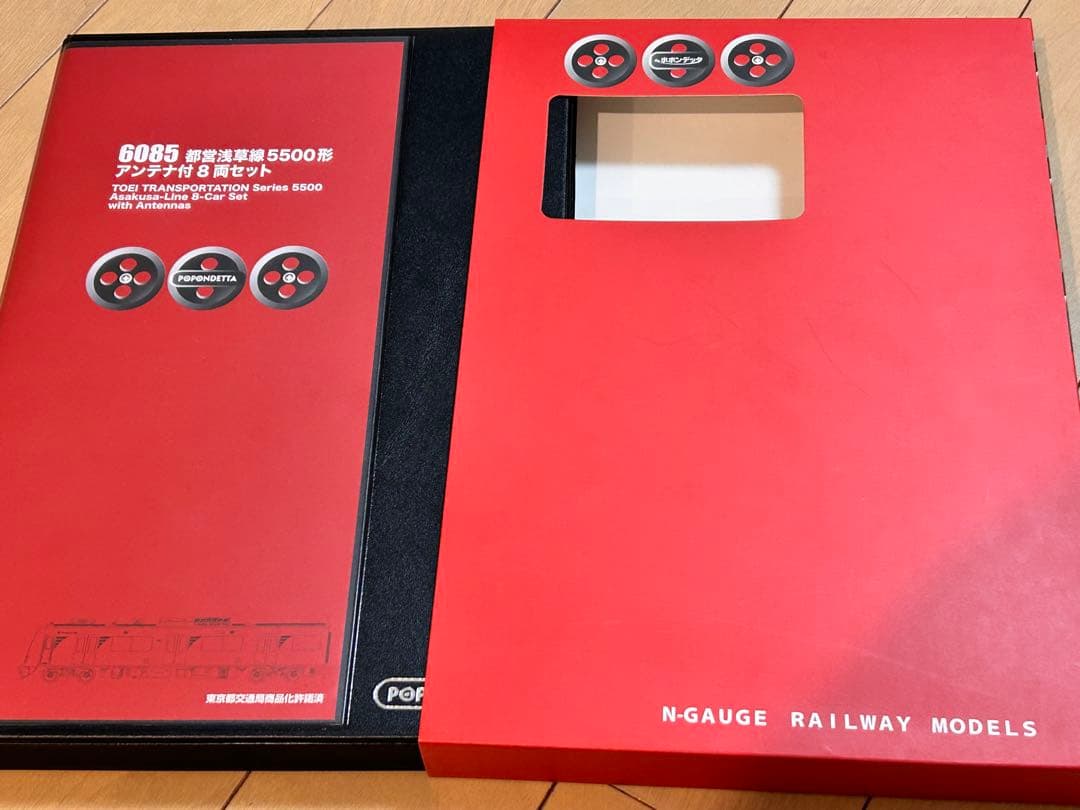 6085 都営浅草線5500形
アンテナ付8両セット
TOEI TRANSPORTATION Series 5500
Asakusa-Line 8-Car Set
with Antennas
POPONDETTA
東京都交通局商品化許諾済
POP
ポポンデッタ
N-GAUGE RAILWAY MODELS